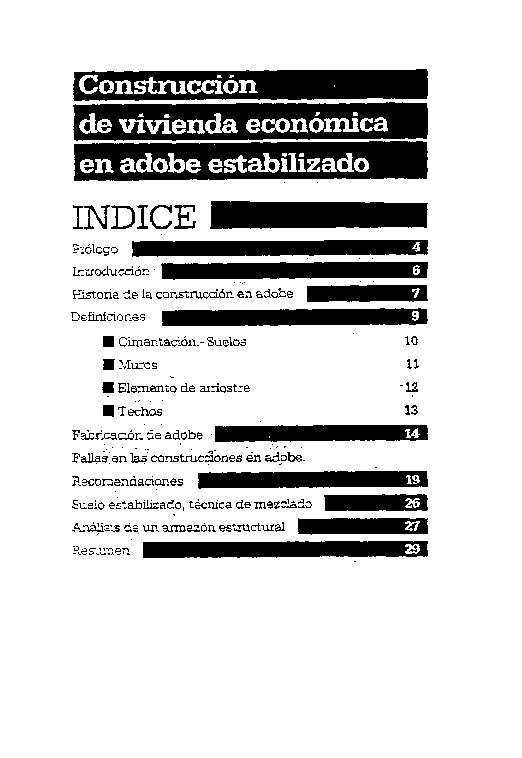 Construcción
de vivienda económica
en adobe estabilizado
INDICE
Prólogo 4
Introducción 6
Historia de la construcción en adobe 7
Definiciones 9
Cimentación.- Suelos 10
Muros 11
Elemento de arriostre 12
Techos 13
Fabricación de adobe 14
Fallas en las construcciones en adobe.
Recomendaciones 19
Suelo estabilizado, técnica de mezclado 26
Análisis de un armazón estructural 27
Resumen 29